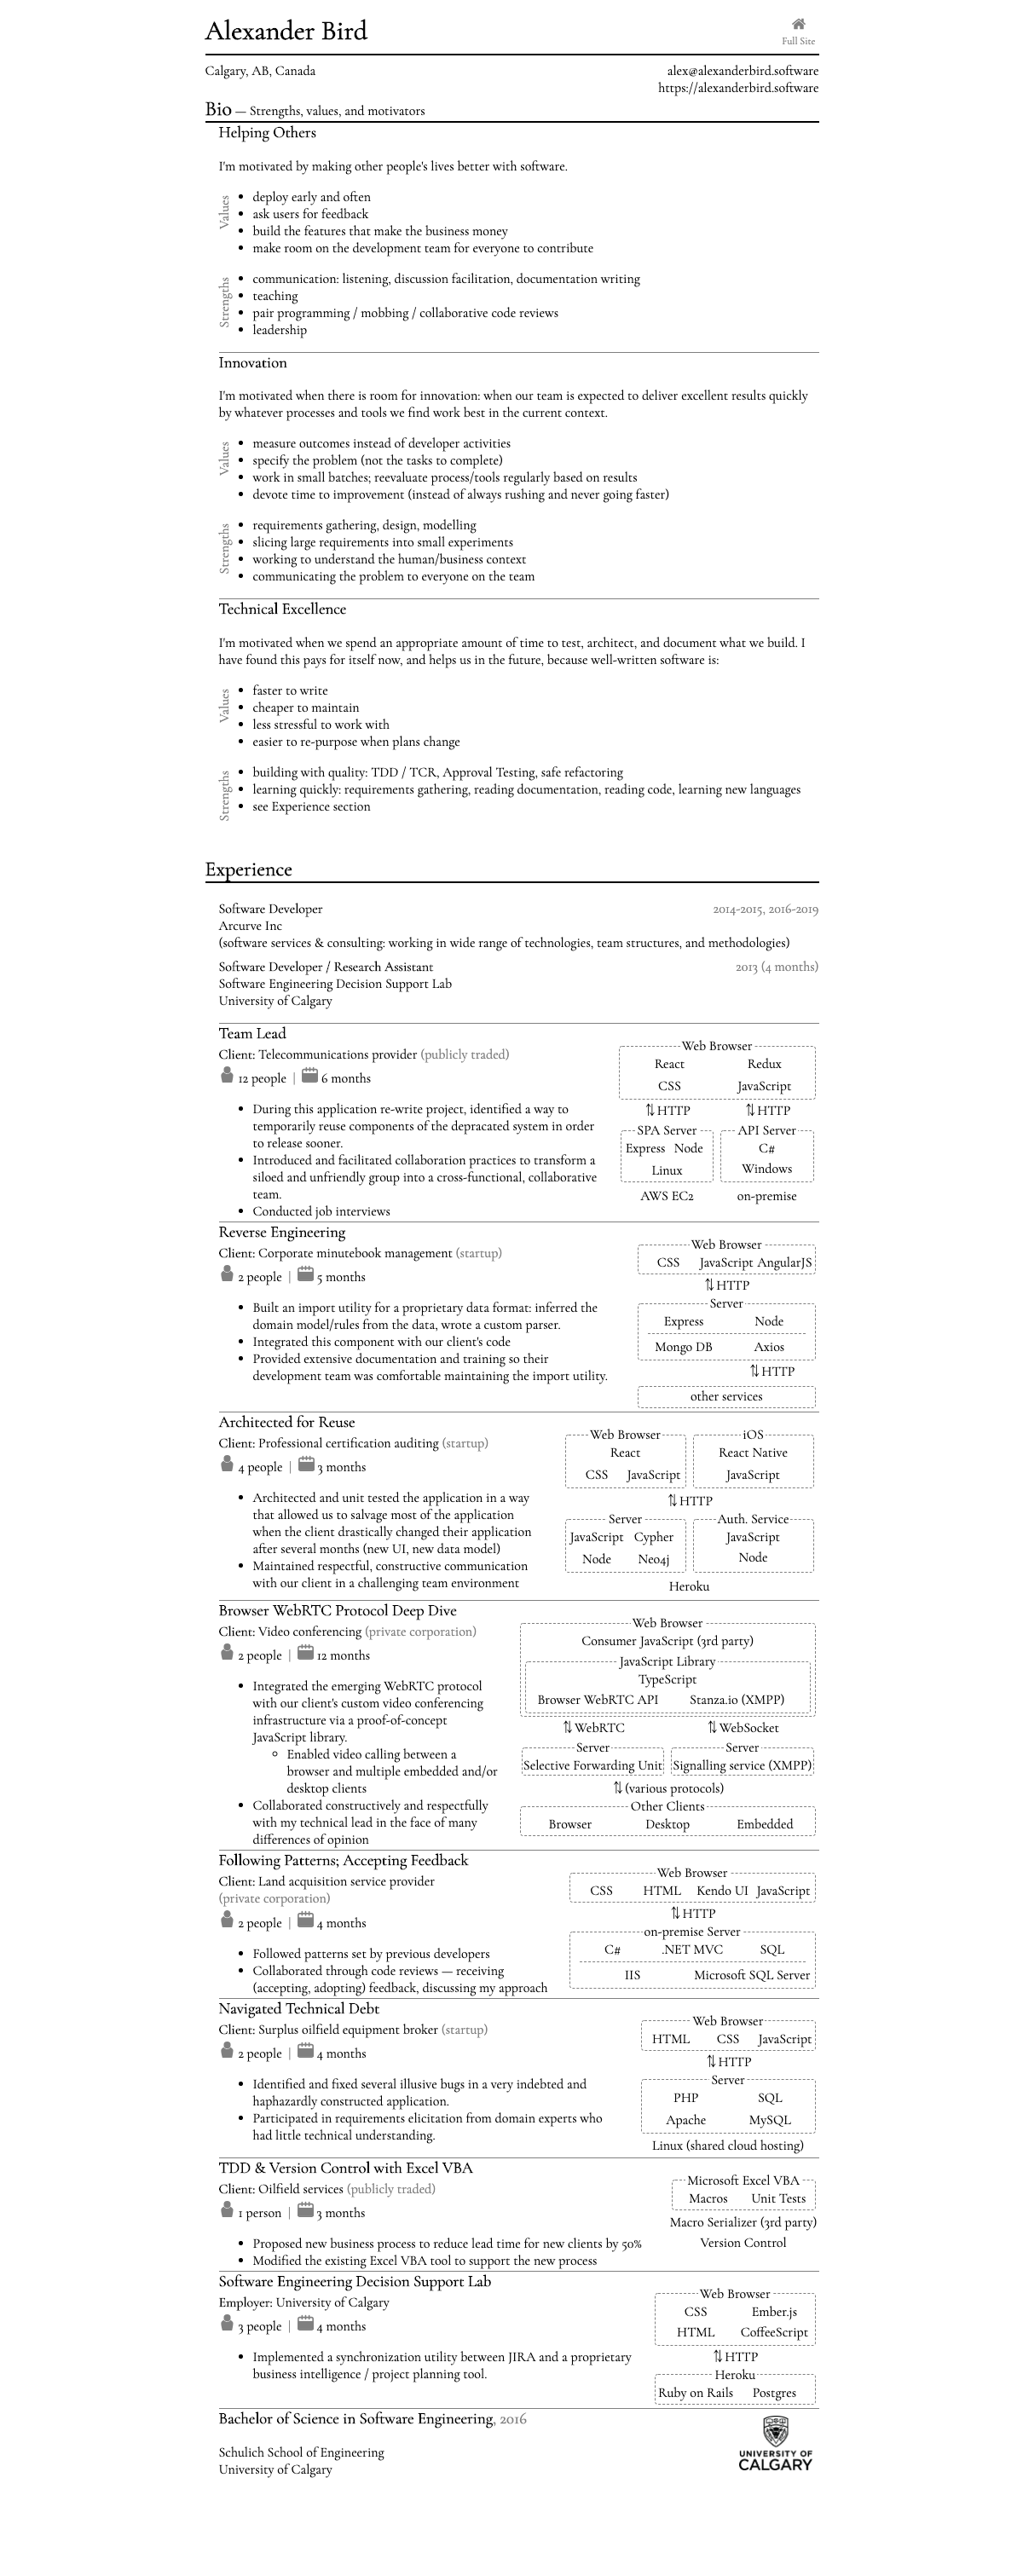 Alexander Bird
Full Site
Calgary, AB, Canada
alex@alexanderbird.software
https://alexanderbird.software
Bio — Strengths, values, and motivators
Helping Others
I'm motivated by making other people's lives better with software.
Values
• deploy early and often
• ask users for feedback
• build the features that make the business money
• make room on the development team for everyone to contribute
Strengths
• communication: listening, discussion facilitation, documentation writing
• teaching
• pair programming / mobbing / collaborative code reviews
• leadership
Innovation
I'm motivated when there is room for innovation: when our team is expected to deliver excellent results quickly
by whatever processes and tools we find work best in the current context.
Values
• measure outcomes instead of developer activities
• specify the problem (not the tasks to complete)
• work in small batches; reevaluate process/tools regularly based on results
• devote time to improvement (instead of always rushing and never going faster)
Strengths
• requirements gathering, design, modelling
• slicing large requirements into small experiments
• working to understand the human/business context
• communicating the problem to everyone on the team
Technical Excellence
I'm motivated when we spend an appropriate amount of time to test, architect, and document what we build. I
have found this pays for itself now, and helps us in the future, because well-written software is:
Values
• faster to write
• cheaper to maintain
• less stressful to work with
• easier to re-purpose when plans change
Strengths
• building with quality: TDD / TCR, Approval Testing, safe refactoring
• learning quickly: requirements gathering, reading documentation, reading code, learning new languages
• see Experience section
Experience
Software Developer
2014-2015, 2016-2019
Arcurve Inc
(software services & consulting: working in wide range of technologies, team structures, and methodologies)
Software Developer / Research Assistant
2013 (4 months)
Software Engineering Decision Support Lab
University of Calgary
Team Lead
Client: Telecommunications provider (publicly traded)
12 people | 6 months
• During this application re-write project, identified a way to
temporarily reuse components of the depracated system in order
to release sooner.
• Introduced and facilitated collaboration practices to transform a
siloed and unfriendly group into a cross-functional, collaborative
team.
• Conducted job interviews
Web Browser
React Redux
CSS JavaScript
⇅ HTTP ⇅ HTTP
SPA Server API Server
Express Node C#
Linux Windows
AWS EC2 on-premise
Reverse Engineering
Client: Corporate minutebook management (startup)
2 people | 5 months
• Built an import utility for a proprietary data format: inferred the
domain model/rules from the data, wrote a custom parser.
• Integrated this component with our client's code
• Provided extensive documentation and training so their
development team was comfortable maintaining the import utility.
Web Browser
CSS JavaScript AngularJS
⇅ HTTP
Server
Express Node
Mongo DB Axios
⇅ HTTP
other services
Architected for Reuse
Client: Professional certification auditing (startup)
4 people | 3 months
• Architected and unit tested the application in a way
that allowed us to salvage most of the application
when the client drastically changed their application
after several months (new UI, new data model)
• Maintained respectful, constructive communication
with our client in a challenging team environment
Web Browser iOS
React React Native
CSS JavaScript JavaScript
⇅ HTTP
Server Auth. Service
JavaScript Cypher JavaScript
Node Neo4j Node
Heroku
Browser WebRTC Protocol Deep Dive
Client: Video conferencing (private corporation)
2 people | 12 months
• Integrated the emerging WebRTC protocol
with our client's custom video conferencing
infrastructure via a proof-of-concept
JavaScript library.
◦ Enabled video calling between a
browser and multiple embedded and/or
desktop clients
• Collaborated constructively and respectfully
with my technical lead in the face of many
differences of opinion
Web Browser
Consumer JavaScript (3rd party)
JavaScript Library
TypeScript
Browser WebRTC API Stanza.io (XMPP)
⇅ WebRTC ⇅ WebSocket
Server Server
Selective Forwarding Unit Signalling service (XMPP)
⇅ (various protocols)
Other Clients
Browser Desktop Embedded
Following Patterns; Accepting Feedback
Client: Land acquisition service provider
(private corporation)
2 people | 4 months
• Followed patterns set by previous developers
• Collaborated through code reviews — receiving
(accepting, adopting) feedback, discussing my approach
Web Browser
CSS HTML Kendo UI JavaScript
⇅ HTTP
on-premise Server
C# .NET MVC SQL
IIS Microsoft SQL Server
Navigated Technical Debt
Client: Surplus oilfield equipment broker (startup)
2 people | 4 months
• Identified and fixed several illusive bugs in a very indebted and
haphazardly constructed application.
• Participated in requirements elicitation from domain experts who
had little technical understanding.
Web Browser
HTML CSS JavaScript
⇅ HTTP
Server
PHP SQL
Apache MySQL
Linux (shared cloud hosting)
TDD & Version Control with Excel VBA
Client: Oilfield services (publicly traded)
1 person | 3 months
• Proposed new business process to reduce lead time for new clients by 50%
• Modified the existing Excel VBA tool to support the new process
Microsoft Excel VBA
Macros Unit Tests
Macro Serializer (3rd party)
Version Control
Software Engineering Decision Support Lab
Employer: University of Calgary
3 people | 4 months
• Implemented a synchronization utility between JIRA and a proprietary
business intelligence / project planning tool.
Web Browser
CSS Ember.js
HTML CoffeeScript
⇅ HTTP
Heroku
Ruby on Rails Postgres
Bachelor of Science in Software Engineering, 2016
Schulich School of Engineering
University of Calgary
UNIVERSITY OF
CALGARY